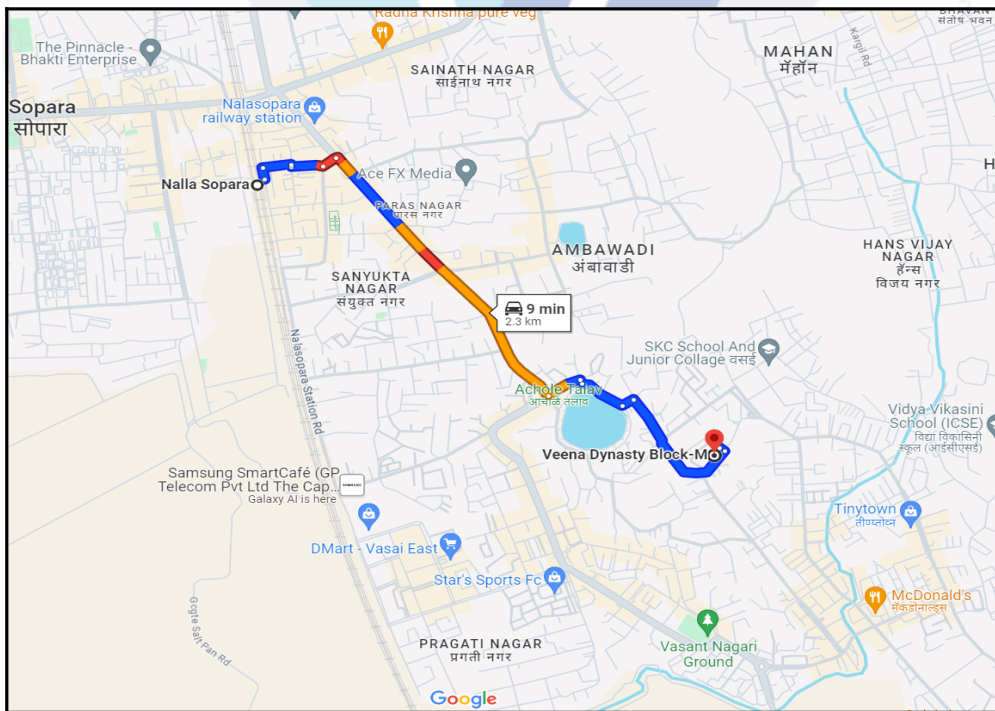 Radha Krishna pure veg
संतोष भवन
The Pinnacle -
Bhakti Enterprise
MAHAN
मॅहॉन
Kargil Rd
SAINATH NAGAR
साईनाथ नगर
Sopara
सोपारा
Nalasopara
railway station
Nalla Sopara
Ace FX Media
PARAS NAGAR
पारस नगर
AMBAWADI
अंबावाडी
HANS VIJAY
NAGAR
हॅन्स
विजय नगर
SANYUKTA
NAGAR
संयुक्त नगर
9 min
2.3 km
Nalasopara Station Rd
SKC School And
Junior Collage वसई
Achole Talav
आचोळे तलाव
Vidya Vikasini
School (ICSE)
विद्या विकासिनी
स्कूल (आईसीएसई)
Veena Dynasty Block-M
Samsung SmartCafé (GP
Telecom Pvt Ltd The Cap...
Galaxy AI is here
SAMSUNG
Tinytown
DMart - Vasai East
Star's Sports Fc
McDonald's
मॅकडोनाल्डस
Gogte Salt Pan Rd
PRAGATI NAGAR
प्रगती नगर
Vasant Nagari
Ground
Google